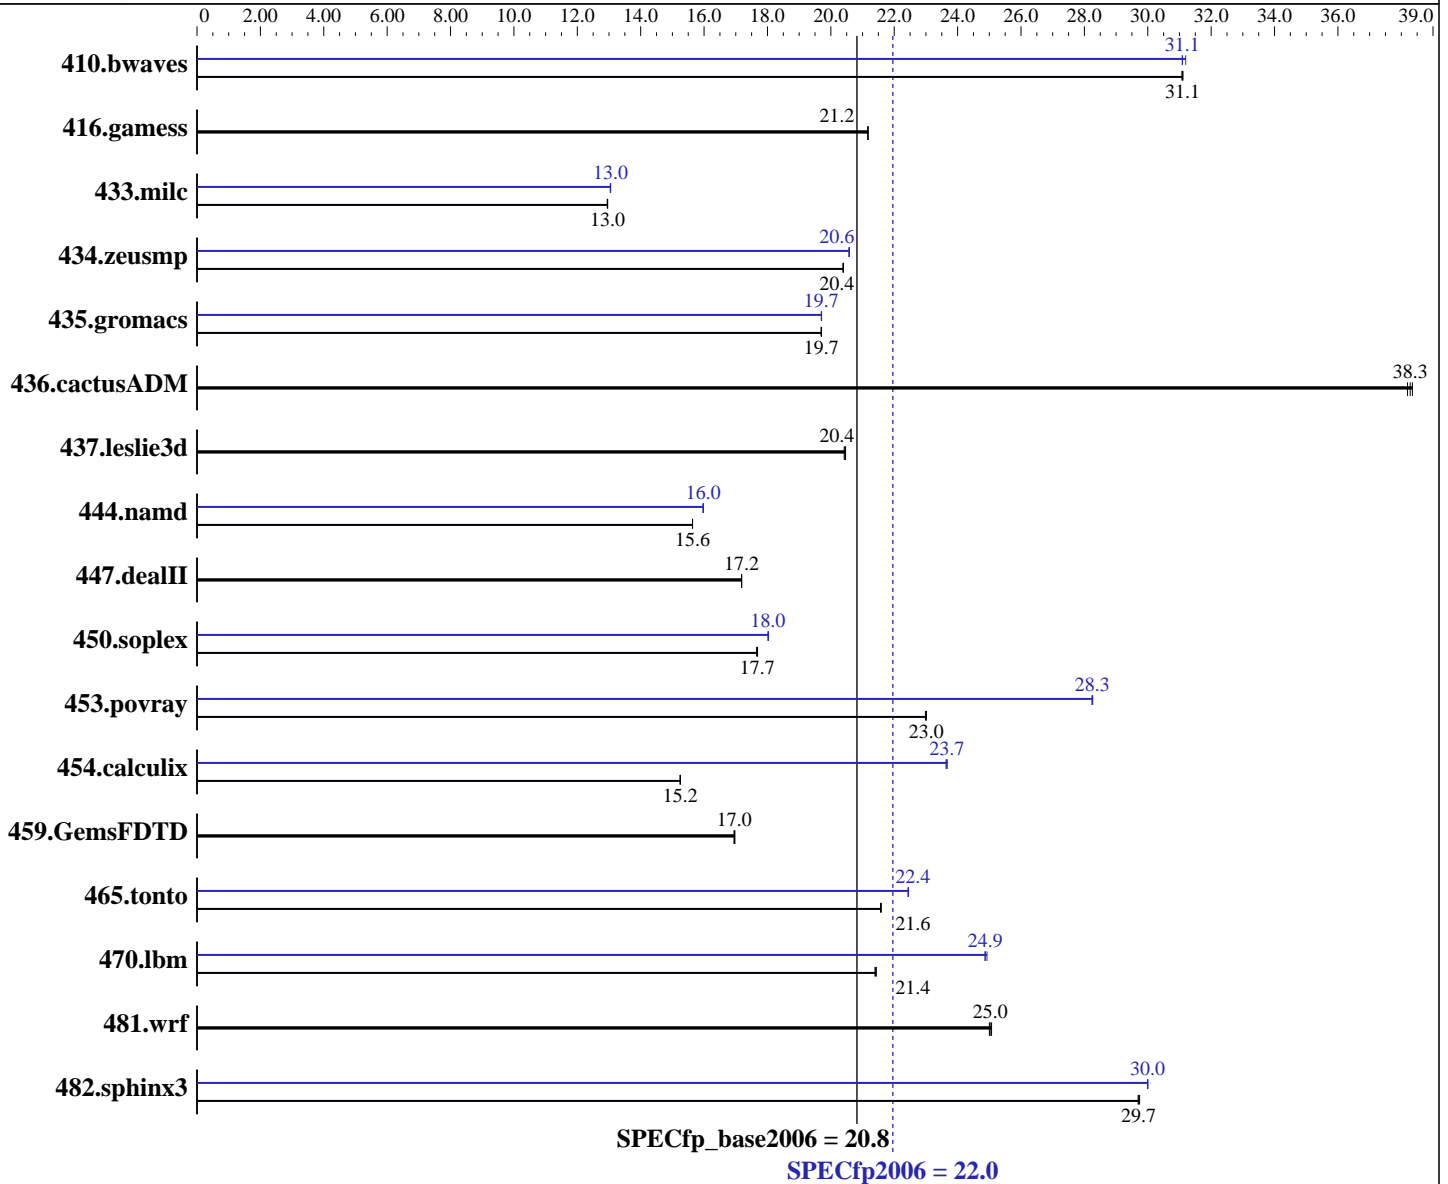 0 2.00 4.00 6.00 8.00 10.0 12.0 14.0 16.0 18.0 20.0 22.0 24.0 26.0 28.0 30.0 32.0 34.0 36.0 39.0
31.1
410.bwaves
31.1
21.2
416.gamess
13.0
433.milc
13.0
20.6
434.zeusmp
20.4
19.7
435.gromacs
19.7
38.3
436.cactusADM
20.4
437.leslie3d
16.0
444.namd
15.6
17.2
447.dealII
18.0
450.soplex
17.7
28.3
453.povray
23.0
23.7
454.calculix
15.2
17.0
459.GemsFDTD
22.4
465.tonto
21.6
24.9
470.lbm
21.4
25.0
481.wrf
30.0
482.sphinx3
29.7
SPECfp_base2006 = 20.8
SPECfp2006 = 22.0